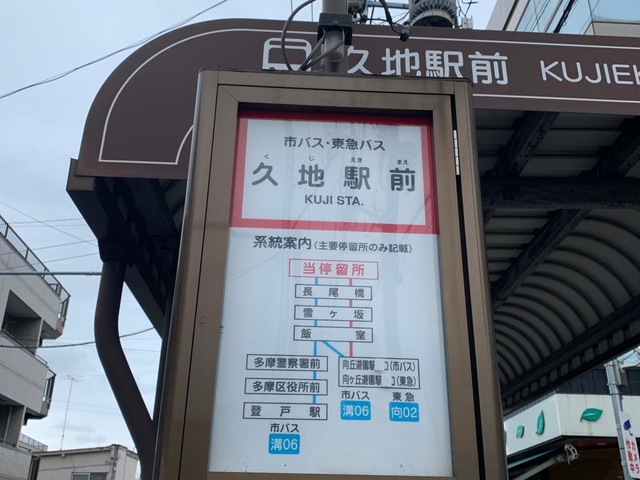 久地駅前 KUJIEK
市バス・東急バス
く じ えき まえ
久地駅前
KUJI STA.
系統案内(主要停留所のみ記載)
当停留所
長尾橋
雪ヶ坂
飯室
多摩警察署前
多摩区役所前
登戸駅
市バス
溝06
向丘遊園駅 口(市バス)
向ヶ丘遊園駅 口(東急)
市バス
溝06
東急
向02